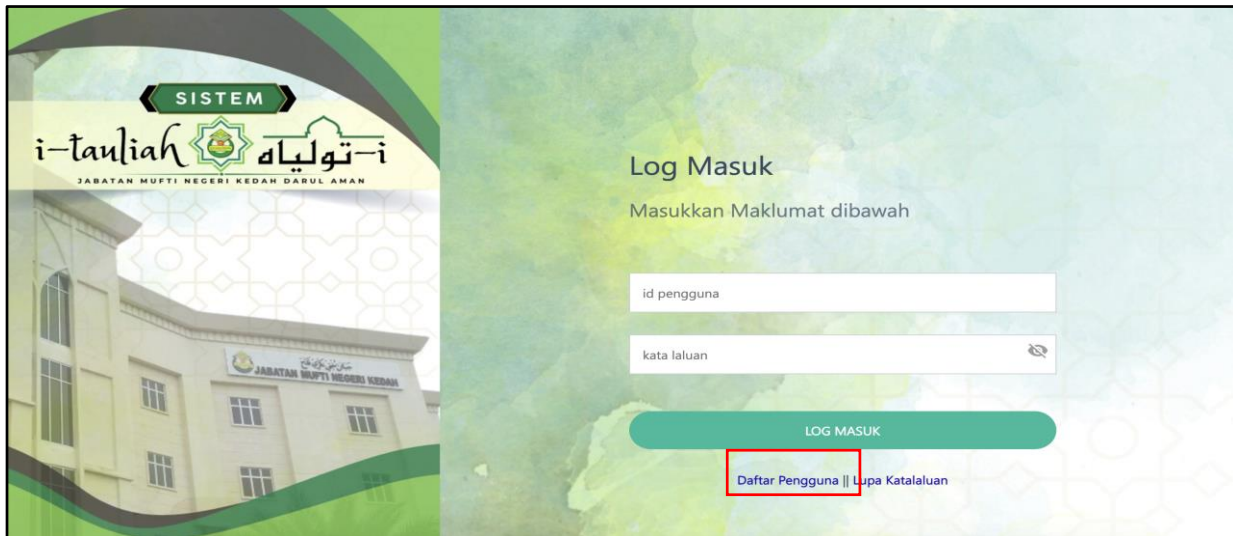 SISTEM
i-tauliah i-توليه
JABATAN MUFTI NEGERI KEDAH DARUL AMAN
JABATAN MUFTI NEGERI KEDAH
Log Masuk
Masukkan Maklumat dibawah
id pengguna
kata laluan
LOG MASUK
Daftar Pengguna || Lupa Katalaluan